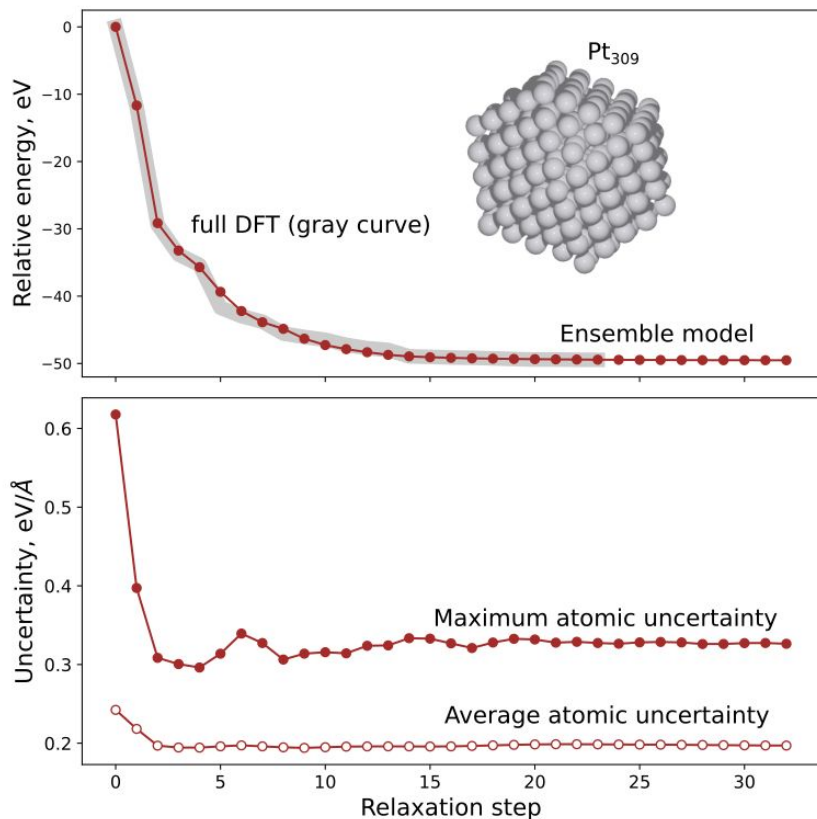 Relative energy, eV
0
−10
−20
−30
−40
−50
Pt₃₀₉
full DFT (gray curve)
Ensemble model
Uncertainty, eV/Å
0.6
0.5
0.4
0.3
0.2
Maximum atomic uncertainty
Average atomic uncertainty
0 5 10 15 20 25 30
Relaxation step